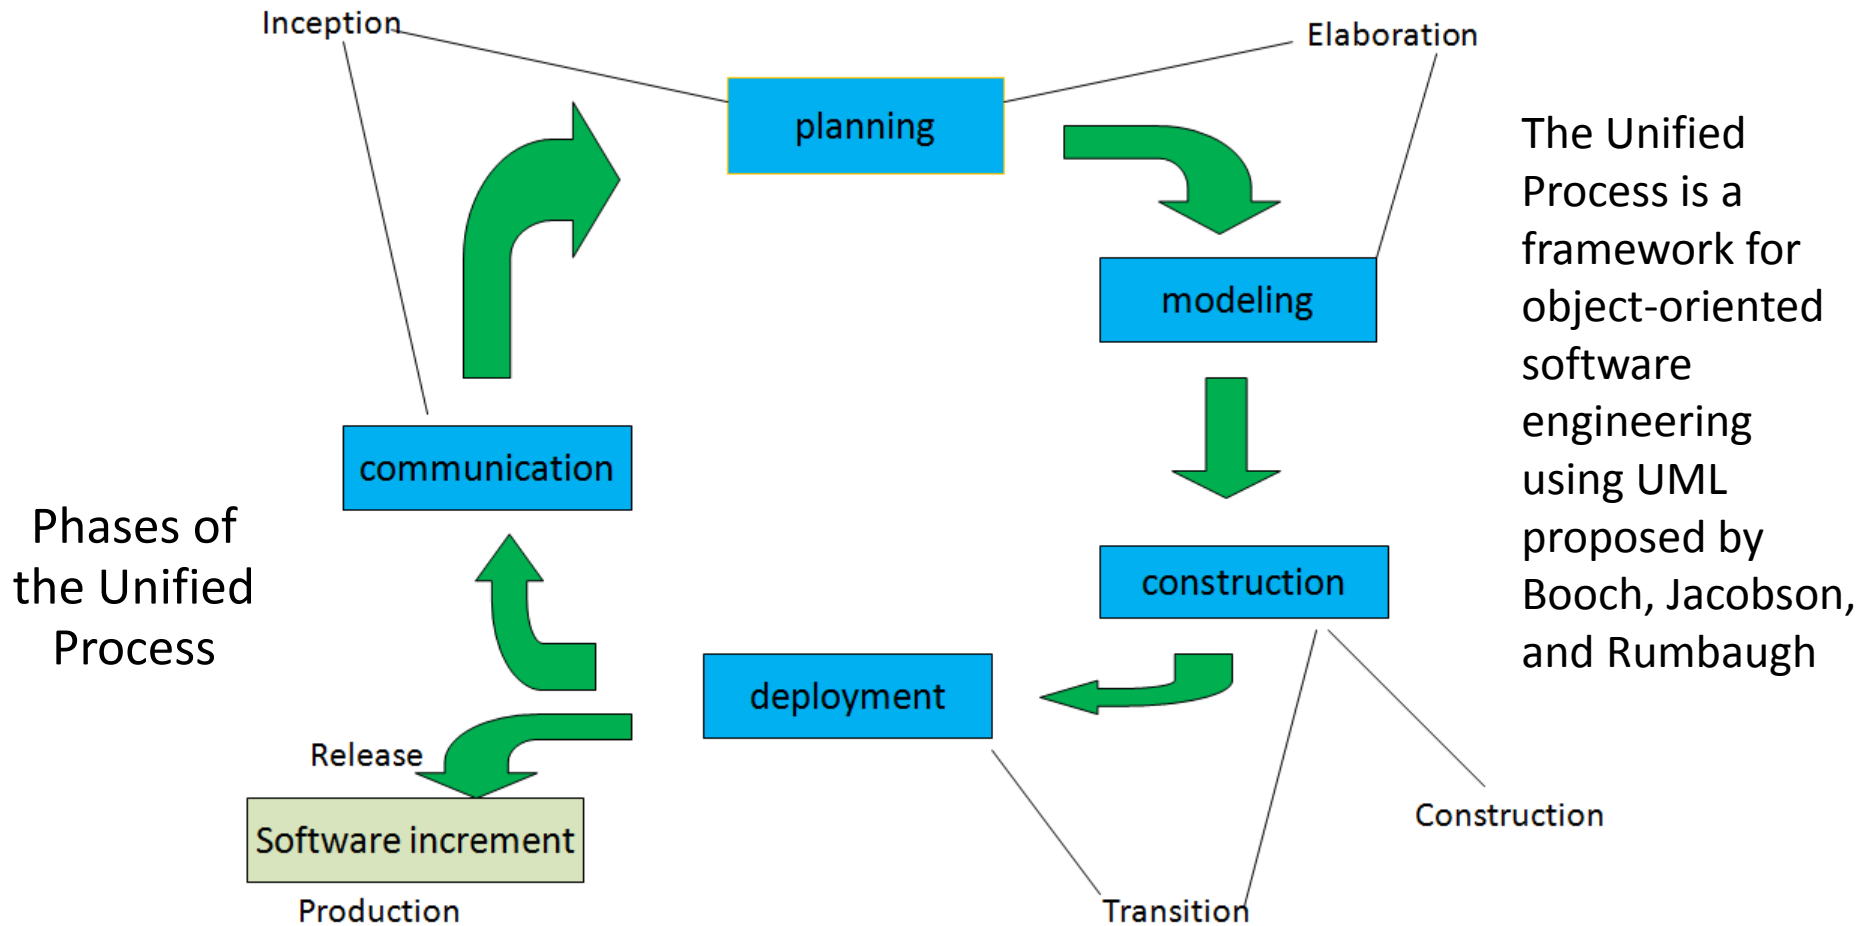 Inception
Elaboration
planning
modeling
communication
construction
deployment
Release
Software increment
Production
Construction
Transition
Phases of
the Unified
Process
The Unified
Process is a
framework for
object-oriented
software
engineering
using UML
proposed by
Booch, Jacobson,
and Rumbaugh